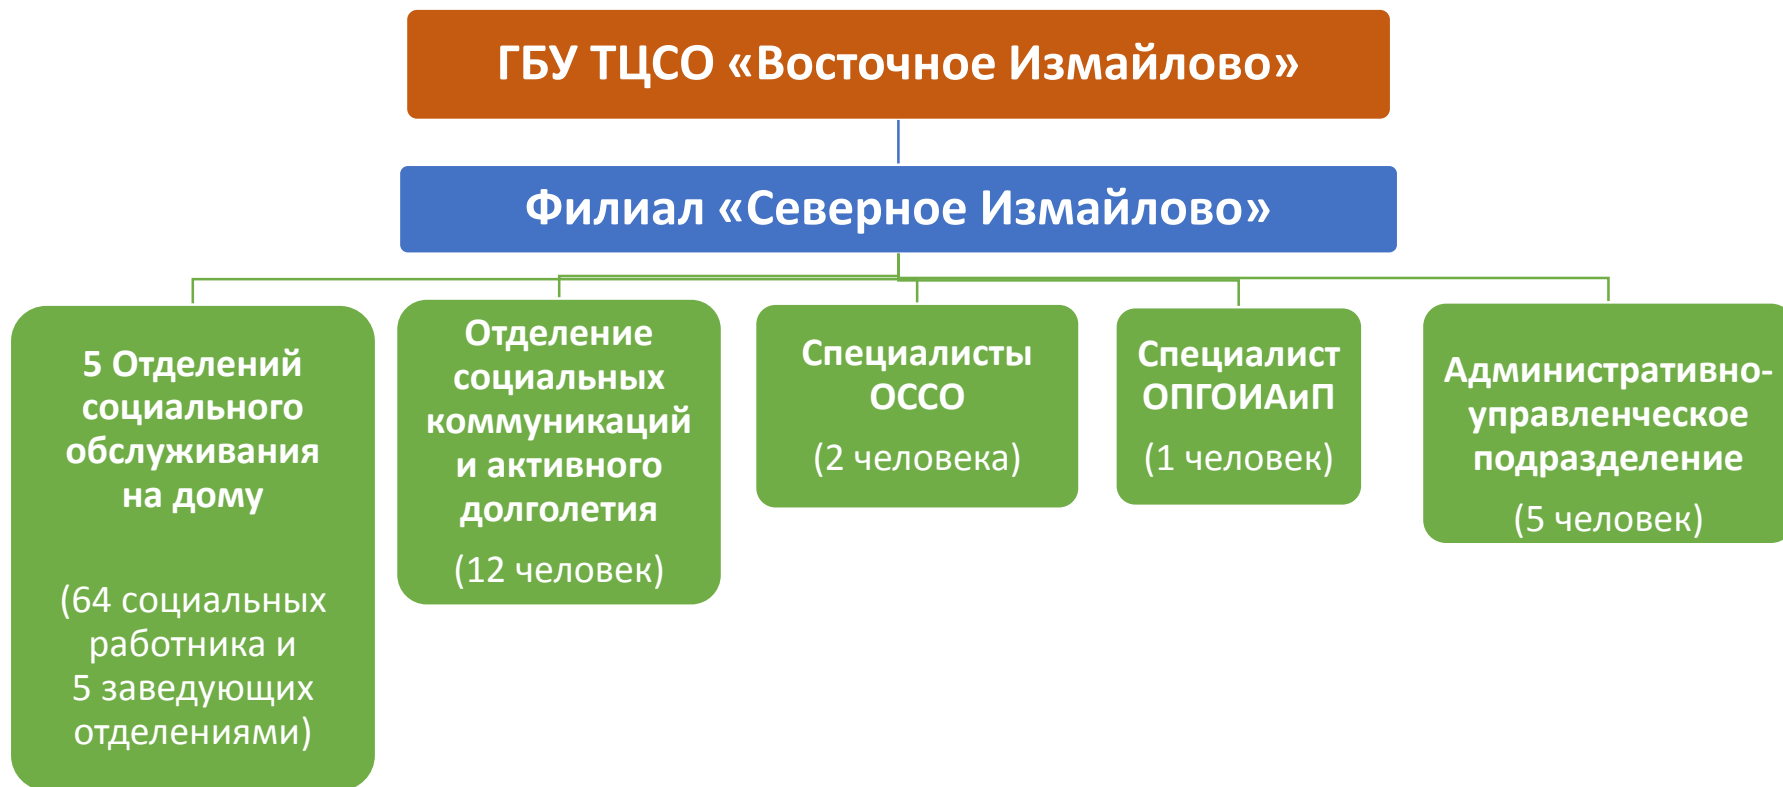 ГБУ ТЦСО «Восточное Измайлово»
Филиал «Северное Измайлово»
5 Отделений
социального
обслуживания
на дому
(64 социальных
работника и
5 заведующих
отделениями)
Отделение
социальных
коммуникаций
и активного
долголетия
(12 человек)
Специалисты
ОССО
(2 человека)
Специалист
ОПГОИАиП
(1 человек)
Административно-
управленческое
подразделение
(5 человек)